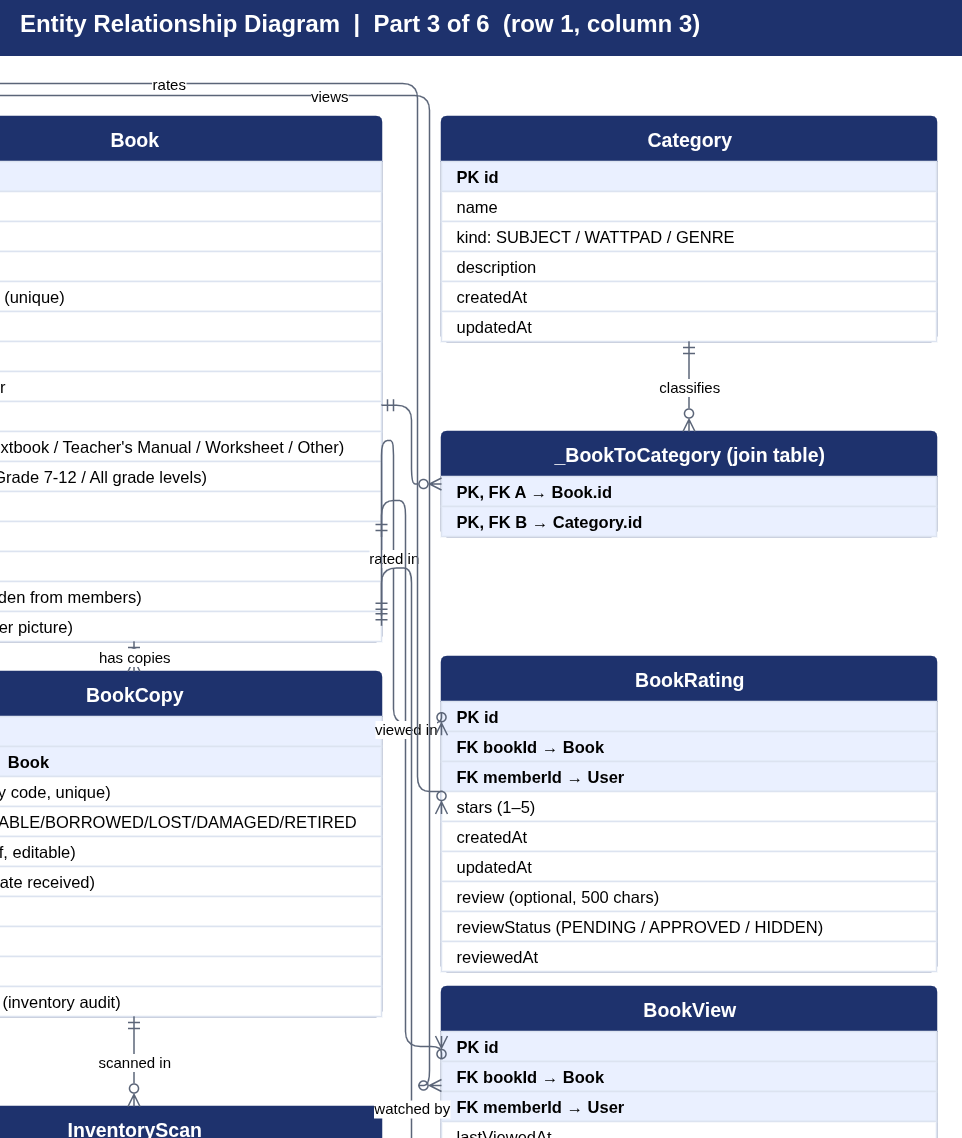 Entity Relationship Diagram | Part 3 of 6 (row 1, column 3)
rates
views
Book
(unique)
r
xtbook / Teacher's Manual / Worksheet / Other)
Grade 7-12 / All grade levels)
den from members)
er picture)
has copies
BookCopy
Book
y code, unique)
ABLE/BORROWED/LOST/DAMAGED/RETIRED
f, editable)
ate received)
(inventory audit)
scanned in
InventoryScan
rated in
viewed in
watched by
Category
PK id
name
kind: SUBJECT / WATTPAD / GENRE
description
createdAt
updatedAt
classifies
_BookToCategory (join table)
PK, FK A → Book.id
PK, FK B → Category.id
BookRating
PK id
FK bookId → Book
FK memberId → User
stars (1–5)
createdAt
updatedAt
review (optional, 500 chars)
reviewStatus (PENDING / APPROVED / HIDDEN)
reviewedAt
BookView
PK id
FK bookId → Book
FK memberId → User
lastViewedAt